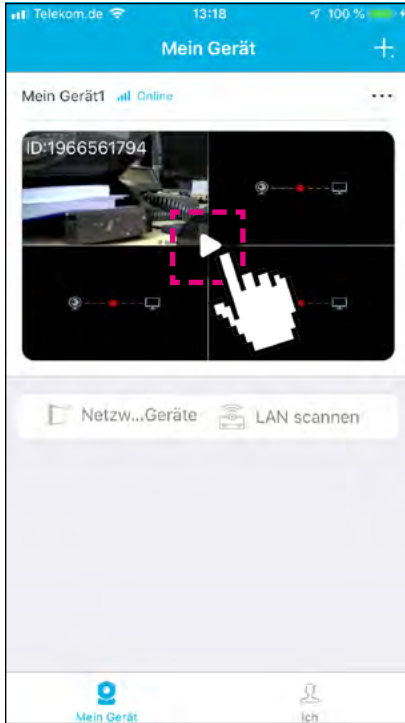 Telekom.de 13:18 100 %
Mein Gerät +
Mein Gerät1 Online ...
ID:1966561794
Netzw...Geräte LAN scannen
Mein Gerät Ich